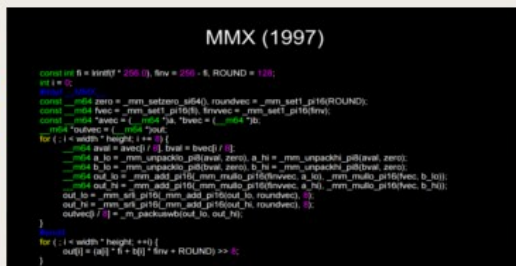 MMX (1997)
const int fi = lrintf(f * 256.0), finv = 256 - fi, ROUND = 128;
int i = 0;
const __m64 zero = _mm_setzero_si64(), roundvec = _mm_set1_pi16(ROUND);
const __m64 fvec = _mm_set1_pi16(fi), finvvec = _mm_set1_pi16(finv);
const __m64 *avec = (__m64 *)a, *bvec = (__m64 *)b;
__m64 *outvec = (__m64 *)out;
for ( ; i < width * height; i += 8) {
const __m64 aval = avec[i / 8], bval = bvec[i / 8];
const __m64 a_lo = _mm_unpacklo_pi8(aval, zero), a_hi = _mm_unpackhi_pi8(aval, zero);
const __m64 b_lo = _mm_unpacklo_pi8(bval, zero), b_hi = _mm_unpackhi_pi8(bval, zero);
__m64 out_lo = _mm_add_pi16(_mm_mullo_pi16(finvvec, a_lo), _mm_mullo_pi16(fvec, b_lo));
__m64 out_hi = _mm_add_pi16(_mm_mullo_pi16(finvvec, a_hi), _mm_mullo_pi16(fvec, b_hi));
out_lo = _mm_srli_pi16(_mm_add_pi16(out_lo, roundvec), 8);
out_hi = _mm_srli_pi16(_mm_add_pi16(out_hi, roundvec), 8);
outvec[i / 8] = _m_packuswb(out_lo, out_hi);
}
for ( ; i < width * height; ++i) {
out[i] = (a[i] * fi + b[i] * finv + ROUND) >> 8;
}